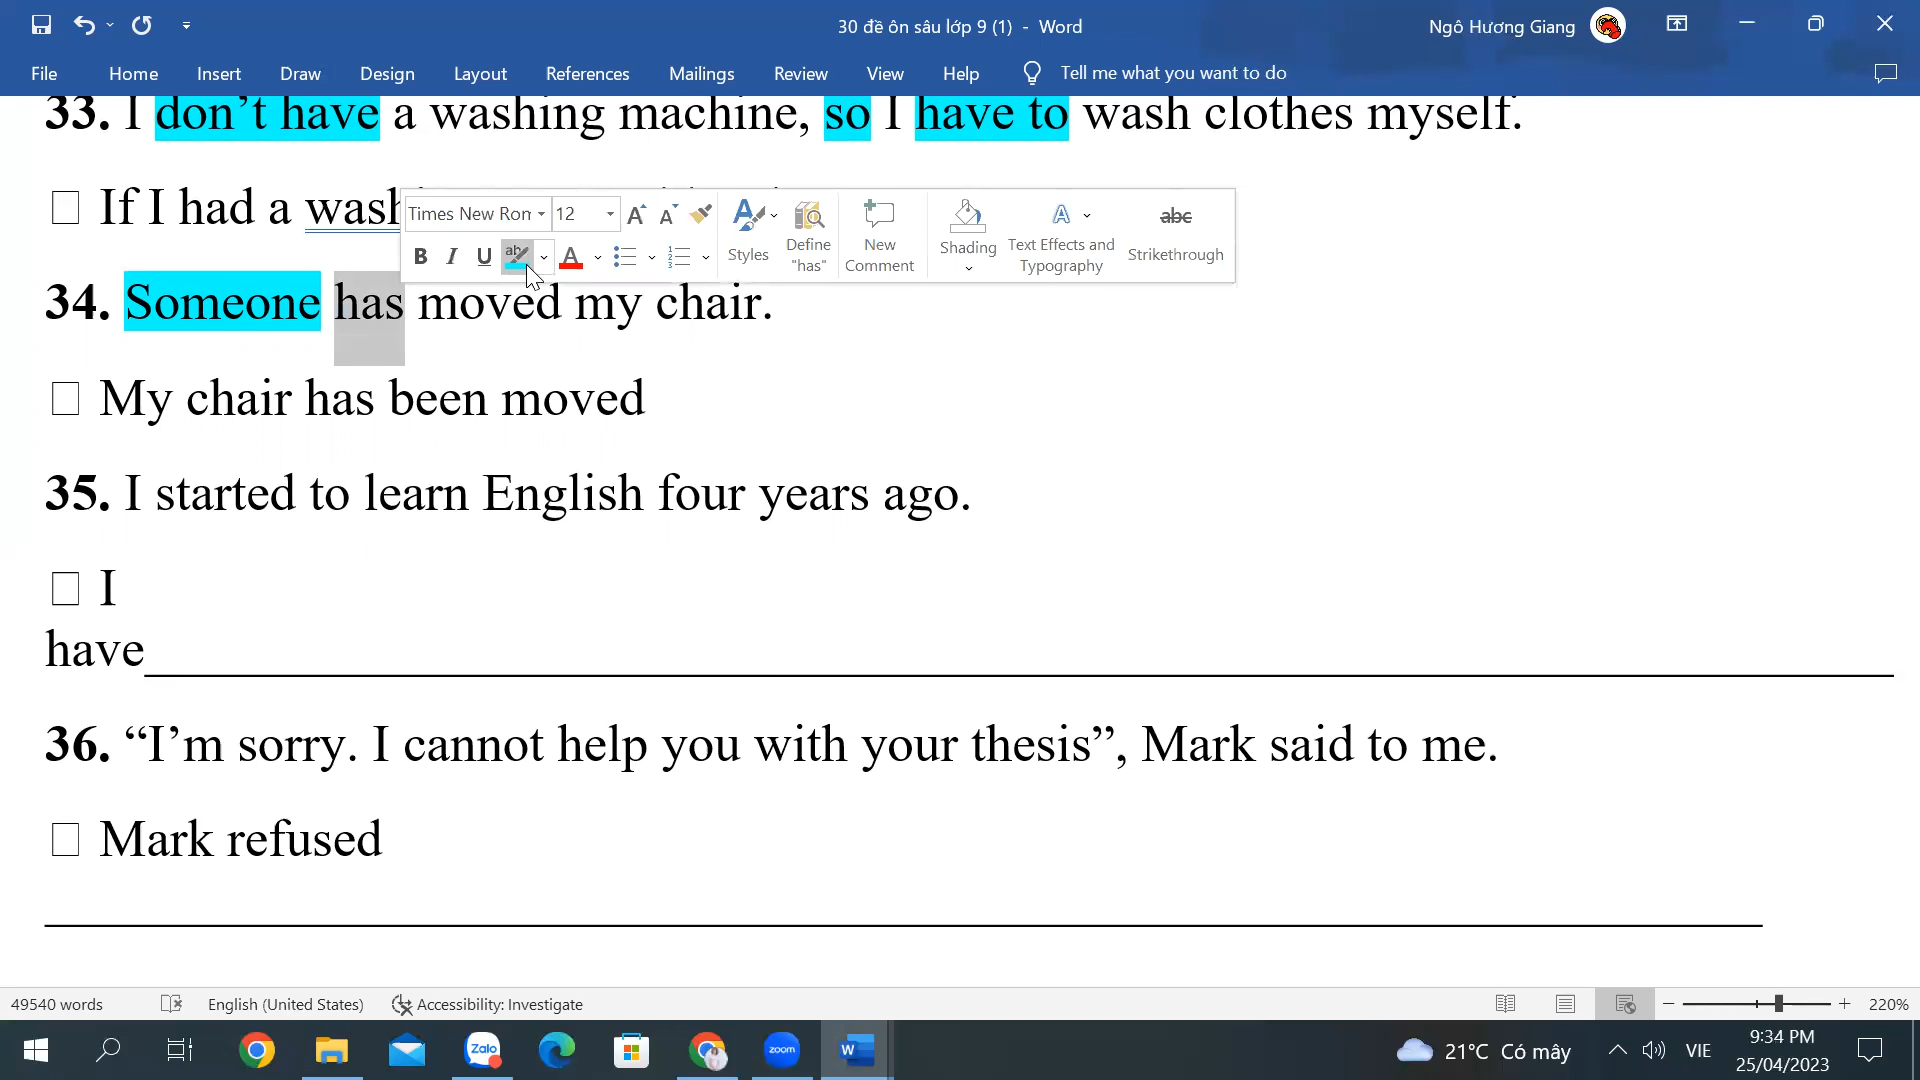 30 đề ôn sâu lớp 9 (1) - Word
Ngô Hương Giang
File Home Insert Draw Design Layout References Mailings Review View Help Tell me what you want to do
33. I don’t have a washing machine, so I have to wash clothes myself.
If I had a
Times New Ron 12
Styles
Define "has"
New Comment
Shading
Text Effects and Typography
abc
Strikethrough
B I U ab A
34. Someone has moved my chair.
My chair has been moved
35. I started to learn English four years ago.
I
have
36. “I’m sorry. I cannot help you with your thesis”, Mark said to me.
Mark refused
49540 words English (United States) Accessibility: Investigate 220%
Zalo
zoom
W
21°C Có mây
VIE
9:34 PM
25/04/2023